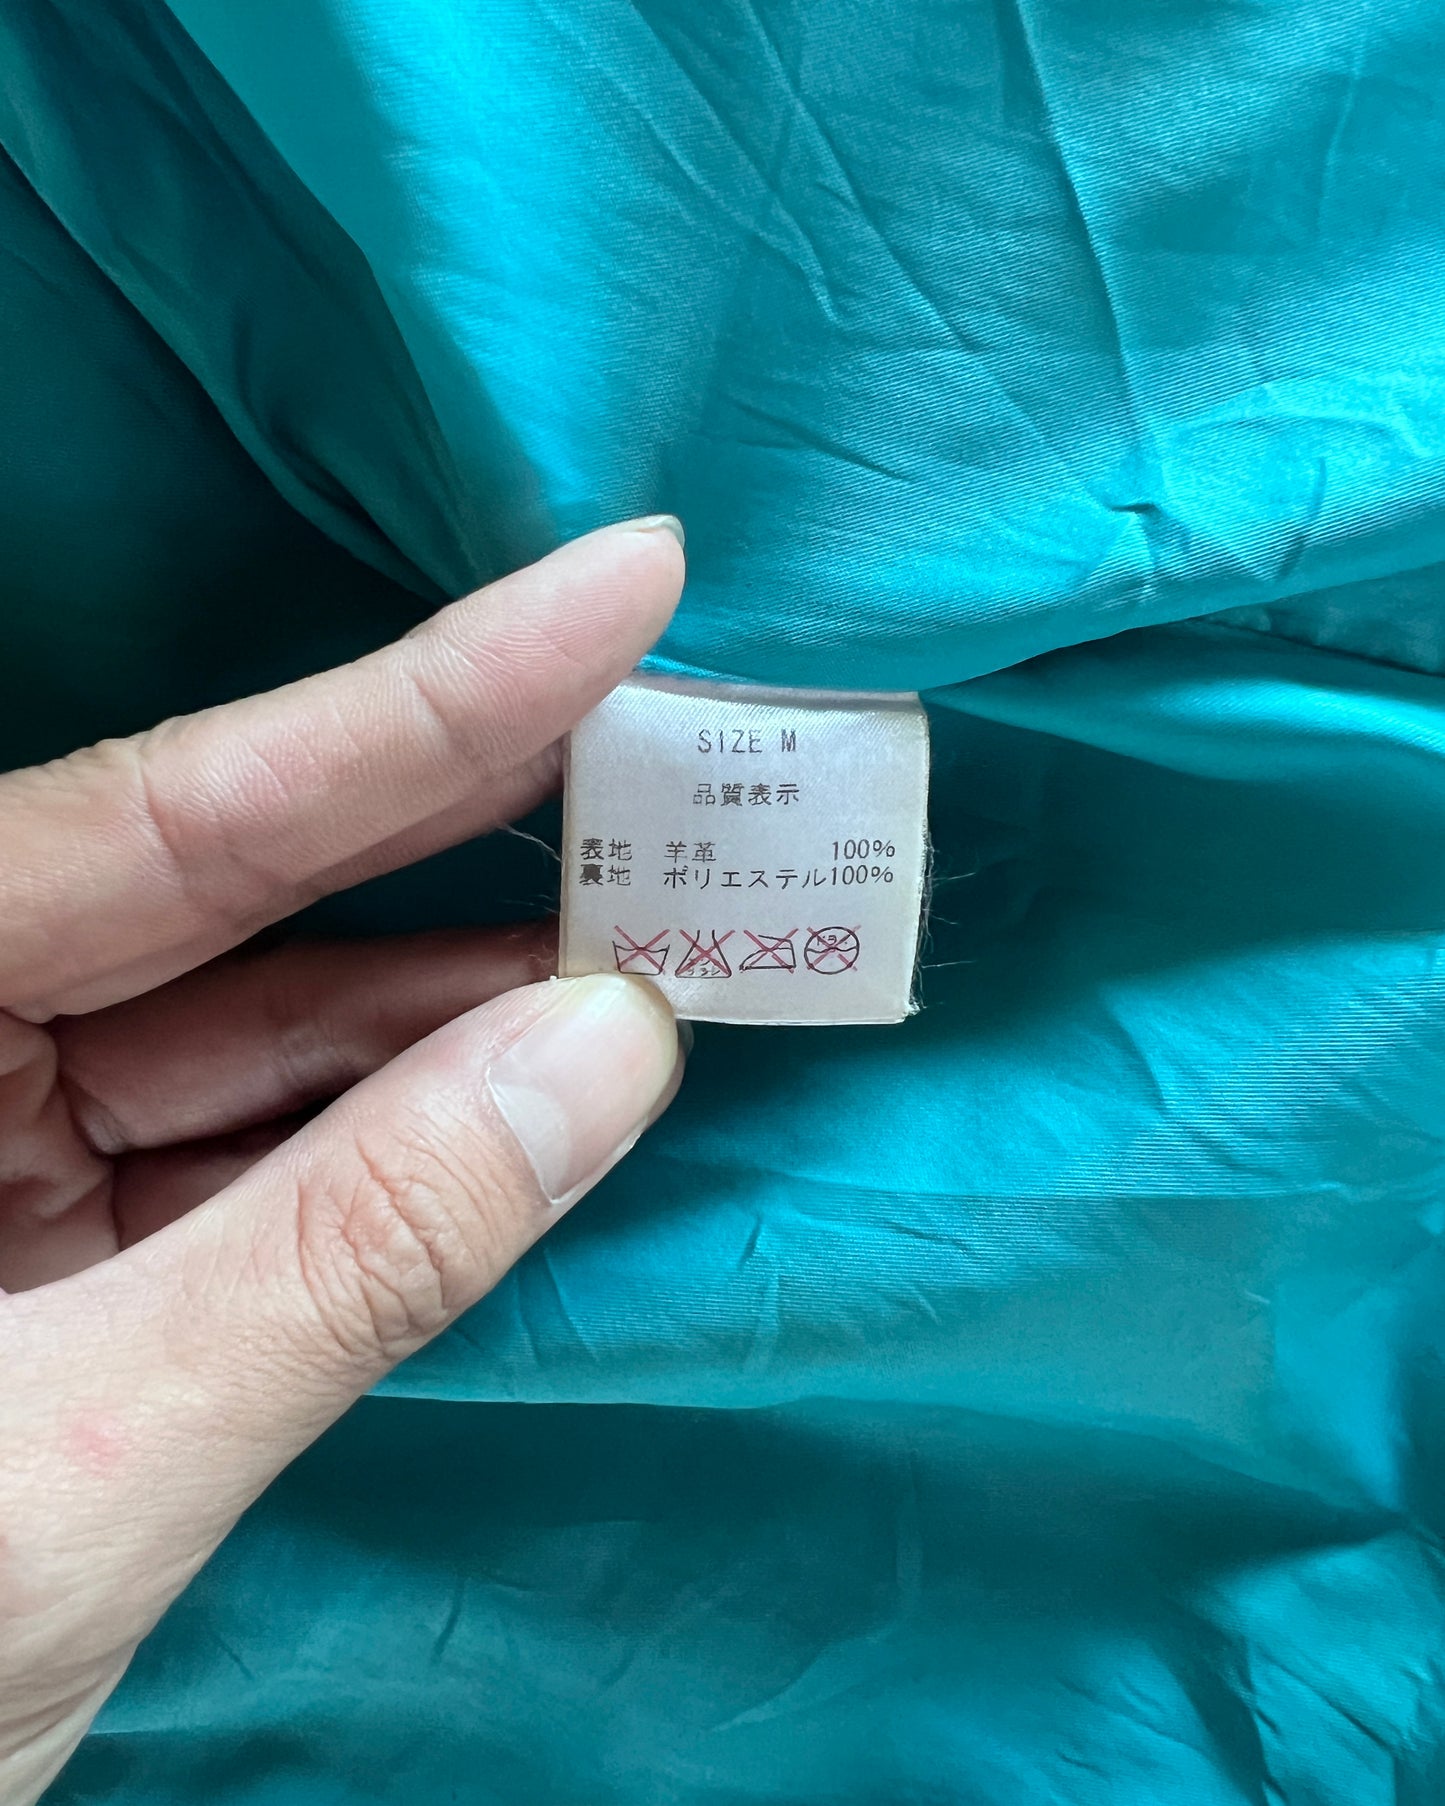 SIZE M
品質表示
表地 羊革 100%
裏地 ポリエステル100%